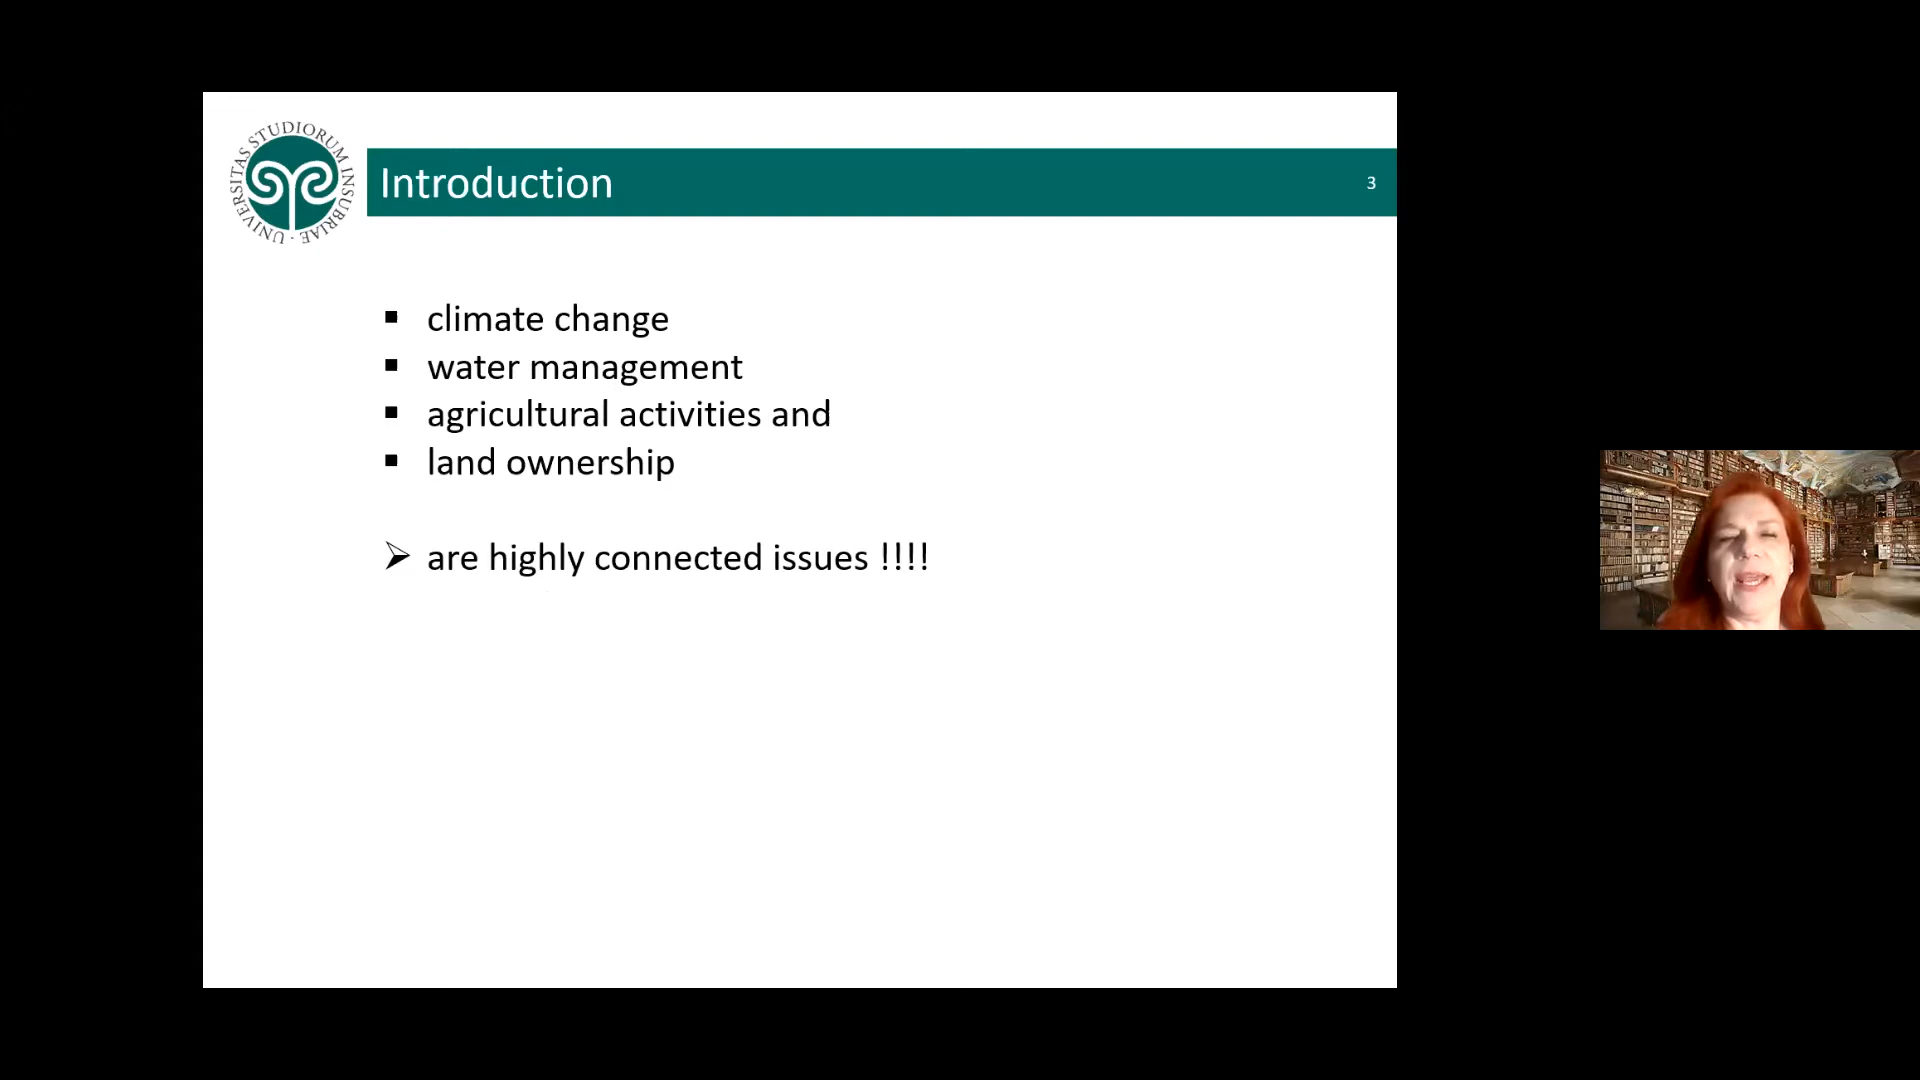 UNIVERSITAS STUDIORUM INSUBRIAE
Introduction
3
▪ climate change
▪ water management
▪ agricultural activities and
▪ land ownership
➢ are highly connected issues !!!!